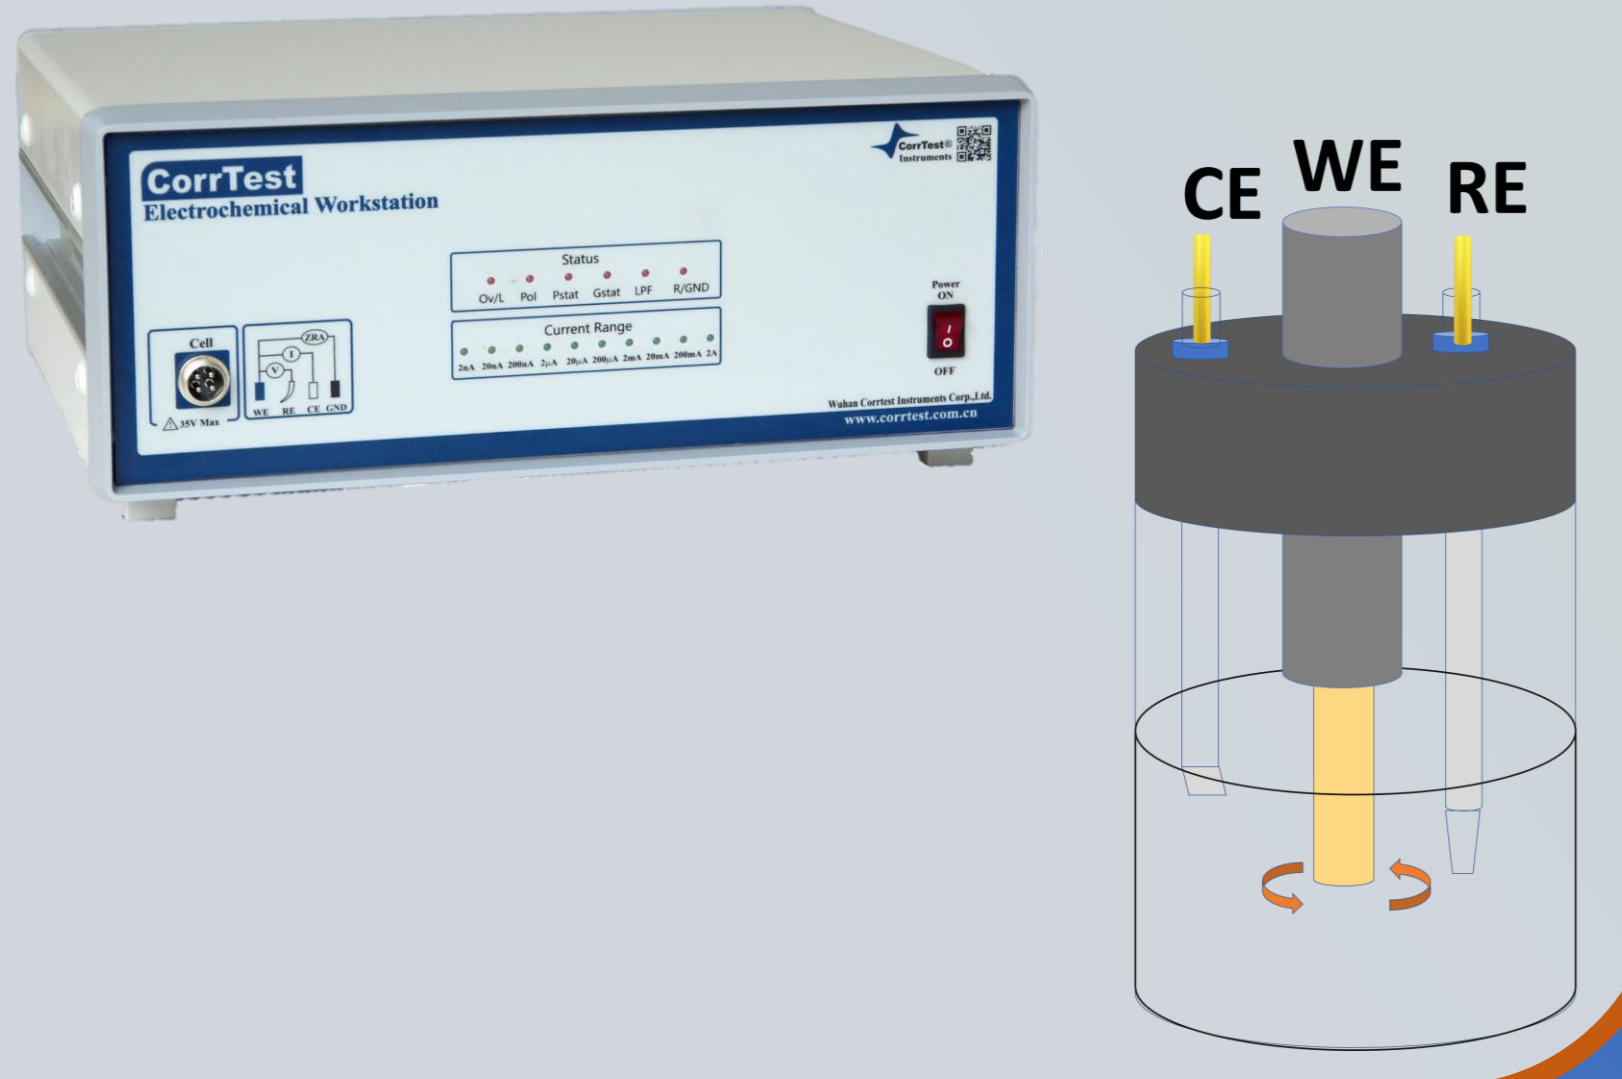 CorrTest
Electrochemical Workstation
CorrTest®
Instruments
Status
Ov/L Pol Pstat Gstat LPF R/GND
Current Range
2nA 20nA 200nA 2μA 20μA 200μA 2mA 20mA 200mA 2A
Cell
35V Max
ZRA
I
V
WE RE CE GND
Power
ON
I
O
OFF
Wuhan Corrtest Instruments Corp.,Ltd.
www.corrtest.com.cn
CE WE RE